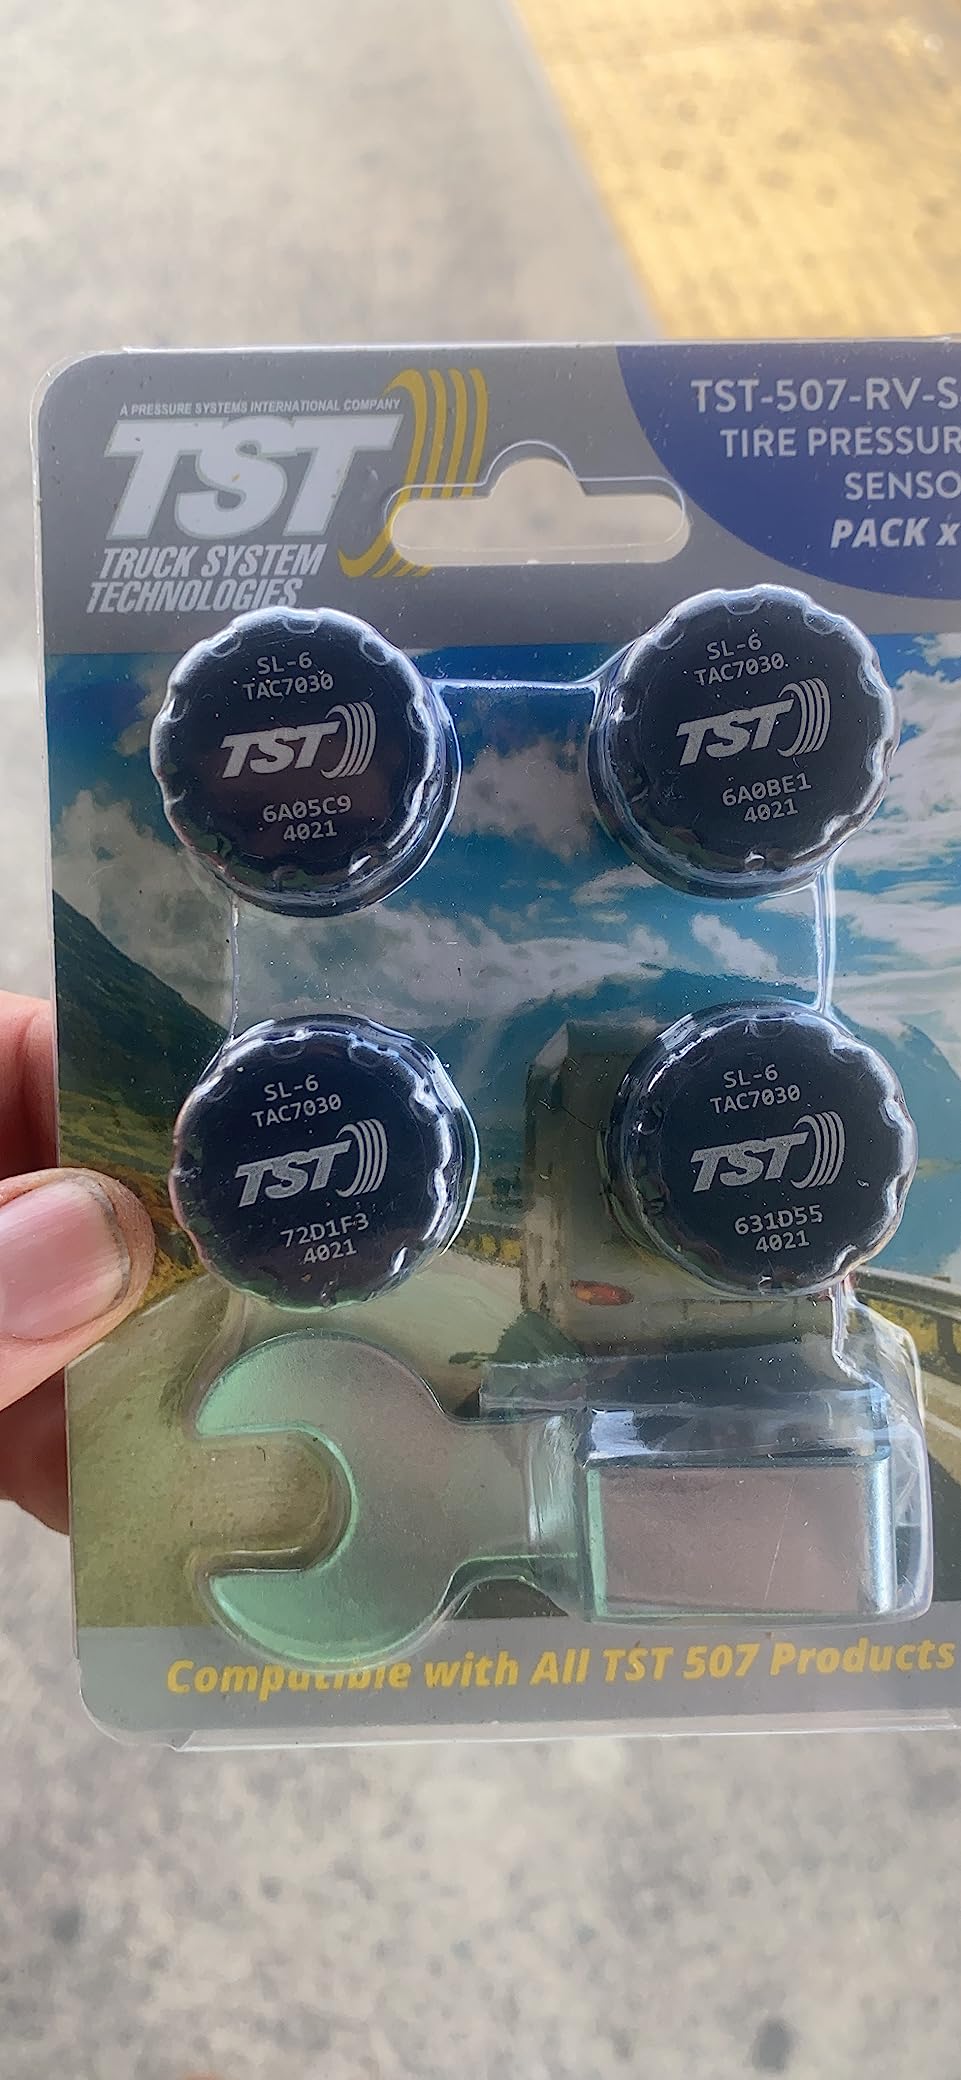 A PRESSURE SYSTEMS INTERNATIONAL COMPANY
TST
TRUCK SYSTEM
TECHNOLOGIES
TST-507-RV-S
TIRE PRESSUR
SENSO
PACK x
SL-6
TAC7030
TST
6A05C9
4021
SL-6
TAC7030
TST
6A0BE1
4021
SL-6
TAC7030
TST
72D1F3
4021
SL-6
TAC7030
TST
631D55
4021
Compatible with All TST 507 Products